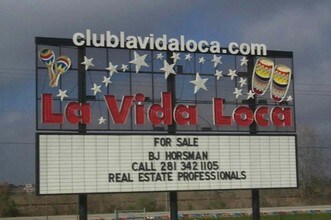 clublavidaloca.com
La Vida Loca
FOR SALE
BJ HORSMAN
CALL 281 342 1105
REAL ESTATE PROFESSIONALS